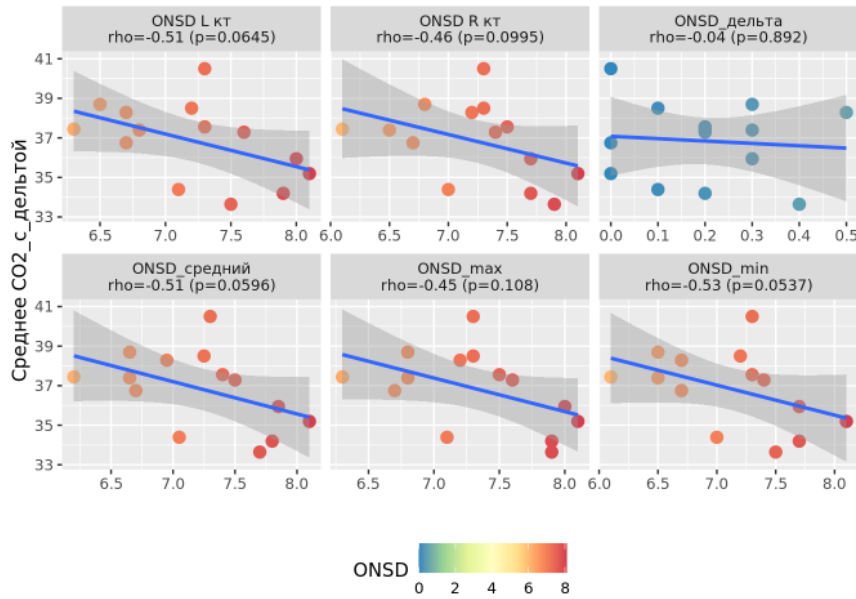 ONSD L кт
rho=-0.51 (p=0.0645)
ONSD R кт
rho=-0.46 (p=0.0995)
ONSD_дельта
rho=-0.04 (p=0.892)
41
39
37
35
33
6.5 7.0 7.5 8.0
6.5 7.0 7.5 8.0
0.0 0.1 0.2 0.3 0.4 0.5
Среднее CO2_с_дельтой
ONSD_средний
rho=-0.51 (p=0.0596)
ONSD_max
rho=-0.45 (p=0.108)
ONSD_min
rho=-0.53 (p=0.0537)
41
39
37
35
33
6.5 7.0 7.5 8.0
6.5 7.0 7.5 8.0
6.0 6.5 7.0 7.5 8.0
ONSD
0 2 4 6 8